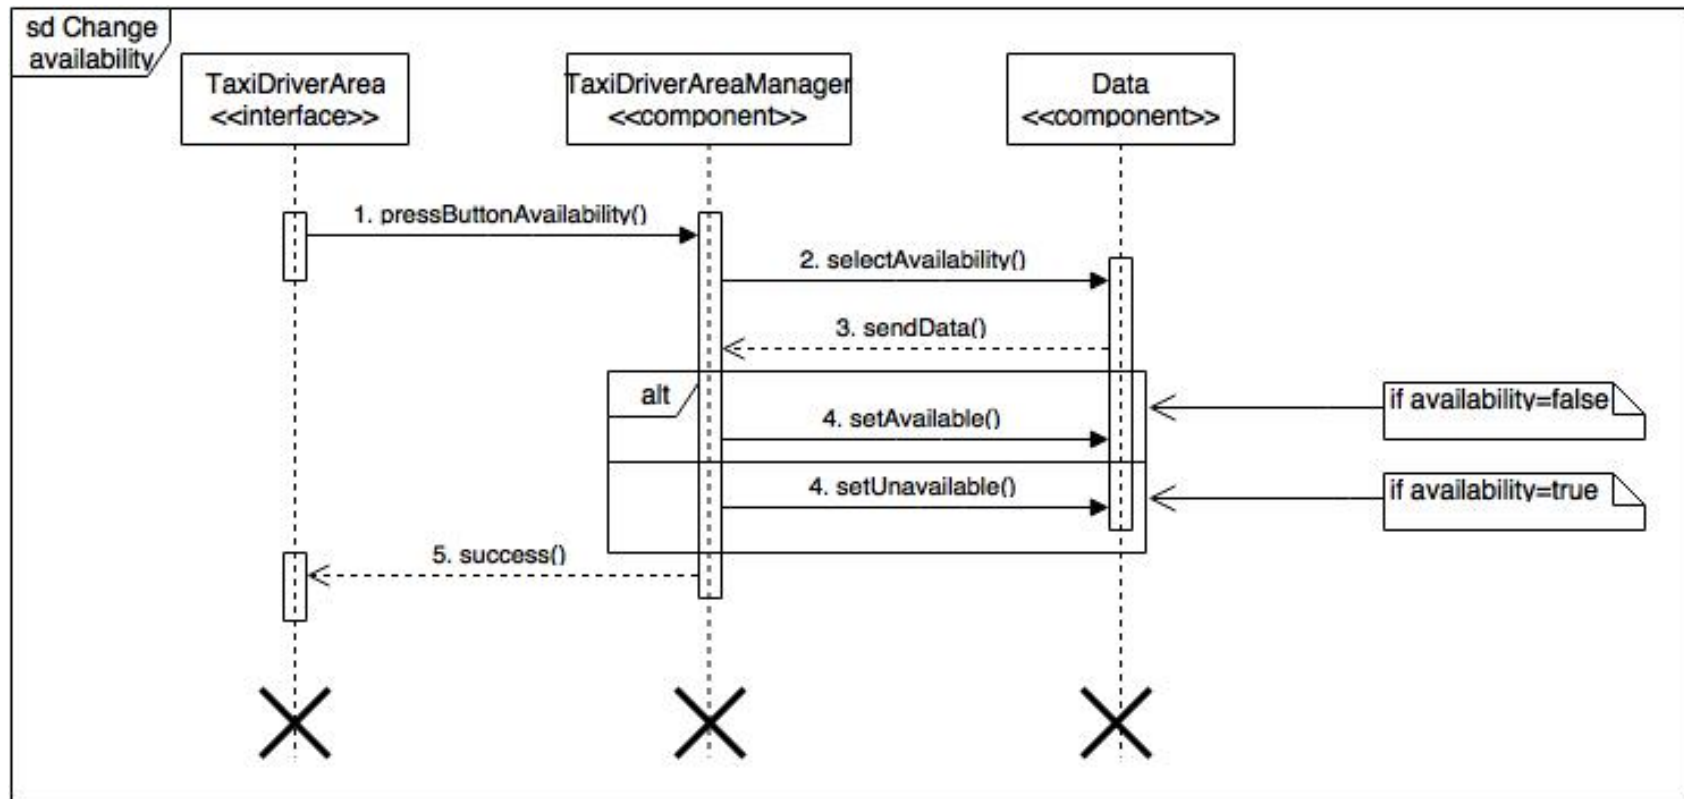 sd Change
availability
TaxiDriverArea
<<interface>>
TaxiDriverAreaManager
<<component>>
Data
<<component>>
1. pressButtonAvailability()
2. selectAvailability()
3. sendData()
alt
if availability=false
4. setAvailable()
4. setUnavailable()
if availability=true
5. success()